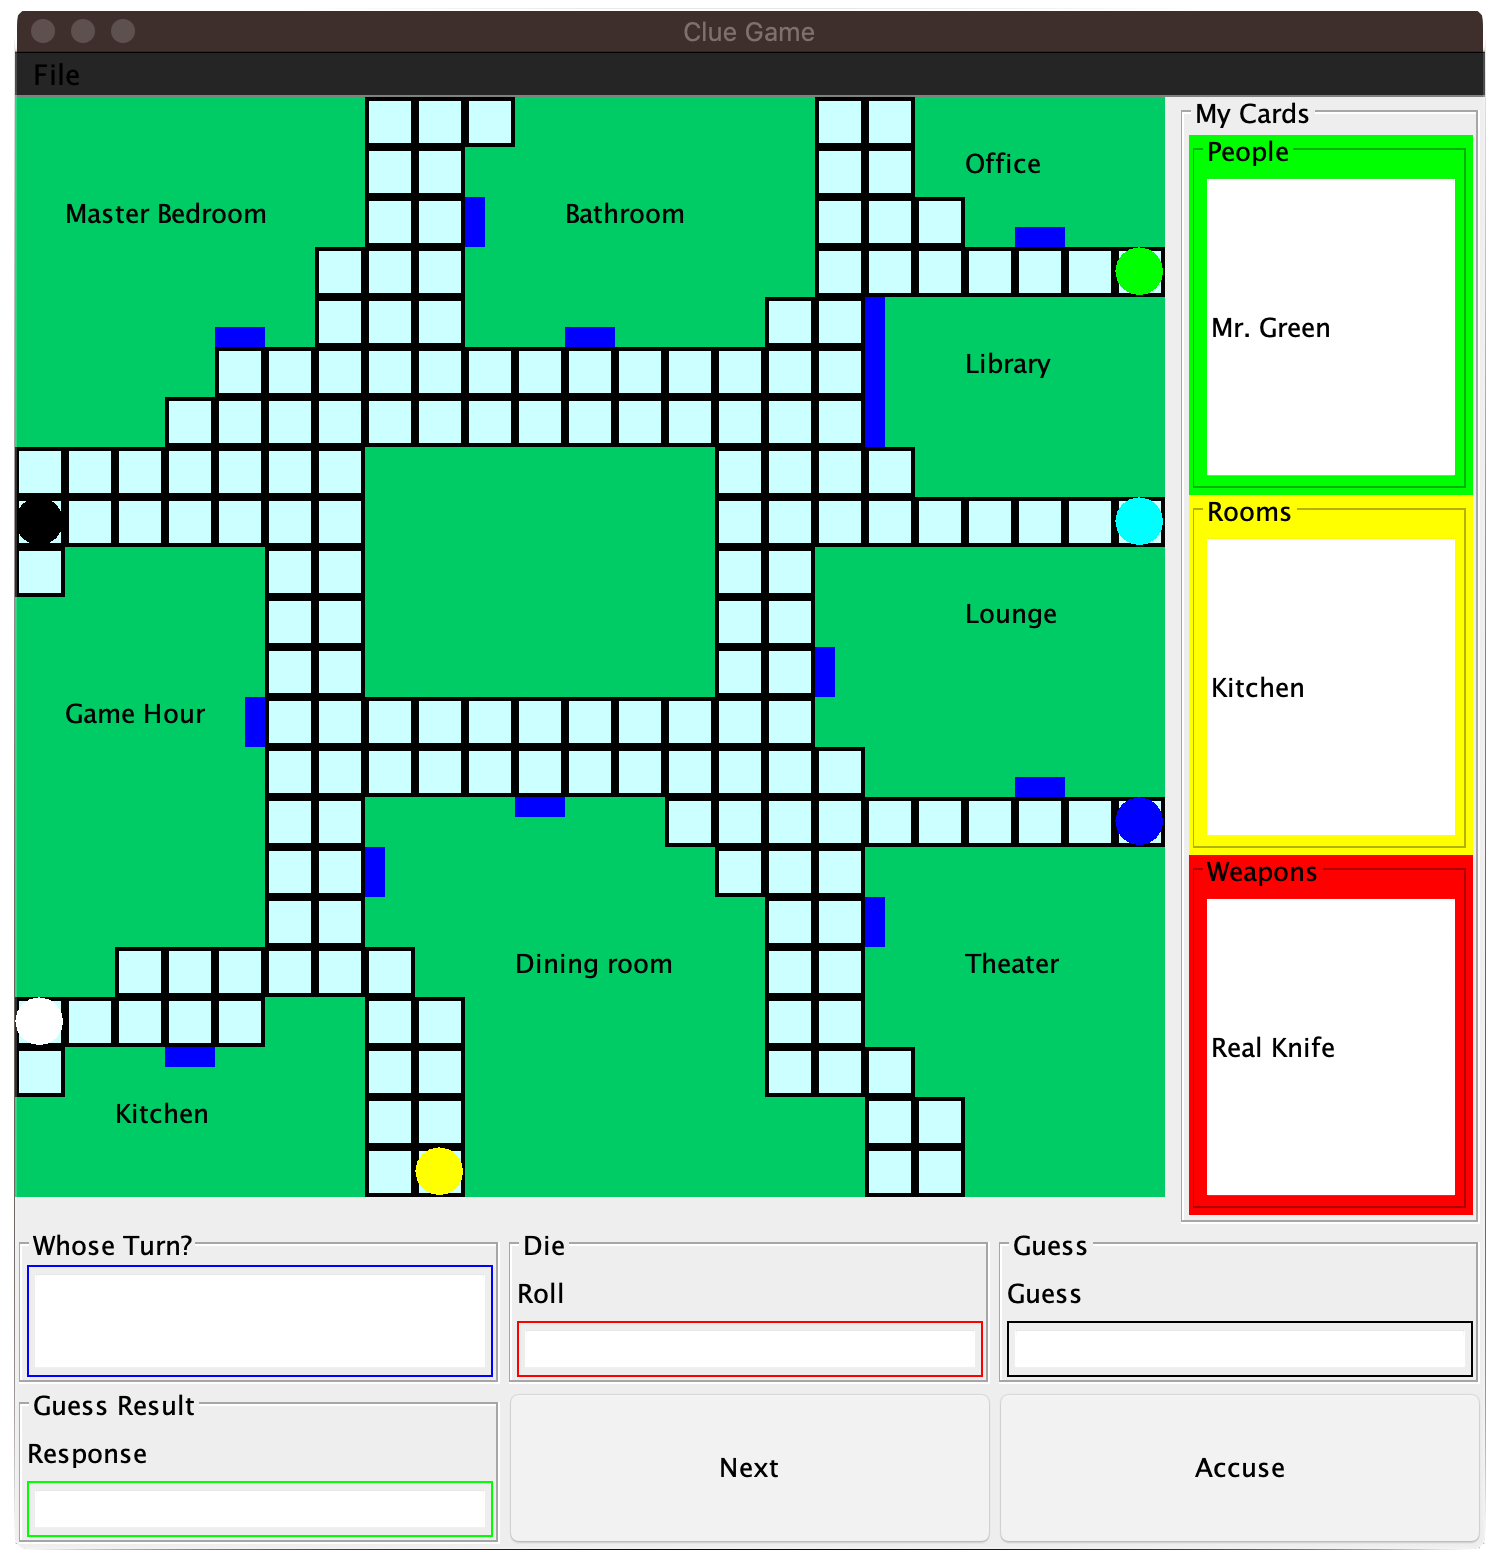 Clue Game
File
Master Bedroom
Bathroom
Office
Library
Lounge
Game Hour
Dining room
Theater
Kitchen
My Cards
People
Mr. Green
Rooms
Kitchen
Weapons
Real Knife
Whose Turn?
Die
Roll
Guess
Guess
Guess Result
Response
Next
Accuse